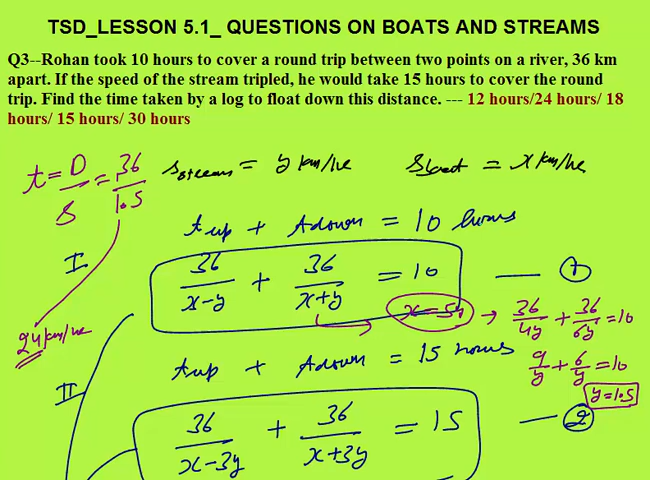 TSD_LESSON 5.1_ QUESTIONS ON BOATS AND STREAMS
Q3--Rohan took 10 hours to cover a round trip between two points on a river, 36 km
apart. If the speed of the stream tripled, he would take 15 hours to cover the round
trip. Find the time taken by a log to float down this distance. --- 12 hours/24 hours/ 18
hours/ 15 hours/ 30 hours
t = D/S = 36/1.5
Sstream = y km/hr Sboat = x km/hr
tup + tdown = 10 hours
I
36/x-y + 36/x+y = 10 — 1
x = 5y → 36/4y + 36/6y = 10
24 km/hr
9/y + 6/y = 10
y = 1.5
tup + tdown = 15 hours
II
36/x-3y + 36/x+3y = 15 — 2